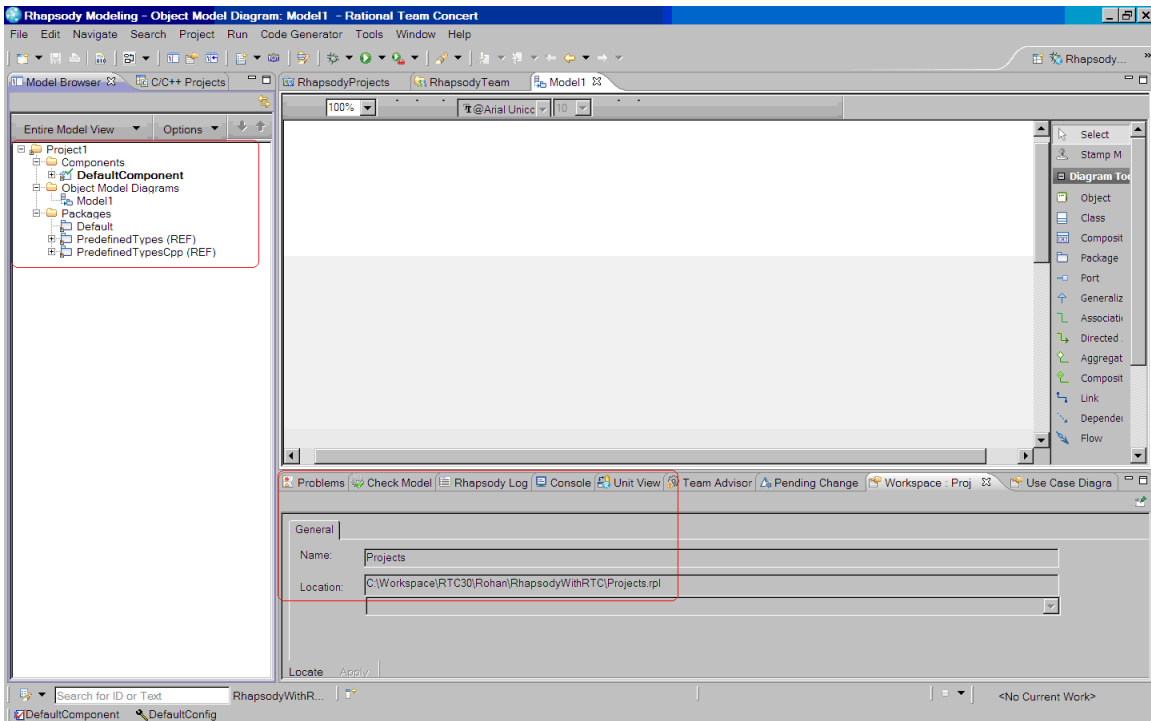 Rhapsody Modeling - Object Model Diagram: Model1 - Rational Team Concert
File Edit Navigate Search Project Run Code Generator Tools Window Help
Rhapsody...
Model Browser C/C++ Projects
RhapsodyProjects RhapsodyTeam Model1
100% @Arial Unicc 10
Entire Model View Options
Project1
Components
DefaultComponent
Object Model Diagrams
Model1
Packages
Default
PredefinedTypes (REF)
PredefinedTypesCpp (REF)
Select
Stamp M
Diagram Too
Object
Class
Composit
Package
Port
Generaliz
Associati
Directed
Aggregat
Composit
Link
Depender
Flow
Problems Check Model Rhapsody Log Console Unit View Team Advisor Pending Change Workspace : Proj Use Case Diagra
General
Name: Projects
Location: C:\Workspace\RTC30\Rohan\RhapsodyWithRTC\Projects.rpl
Locate Apply
Search for ID or Text RhapsodyWithR... <No Current Work>
DefaultComponent DefaultConfig